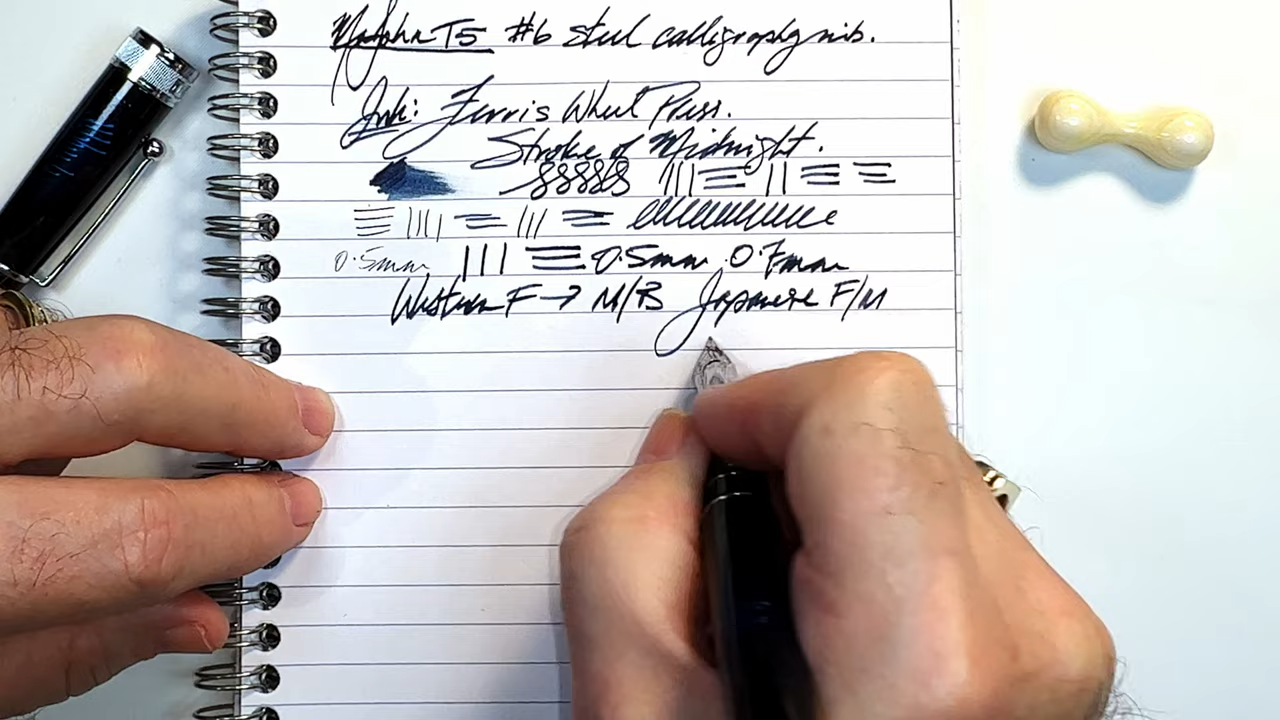 Majohn T5 #6 steel calligraphy nib.
Ink: Ferris Wheel Press.
Stroke of Midnight.
0.5mm 0.5mm 0.7mm
Western F → M/B Japanese F/M